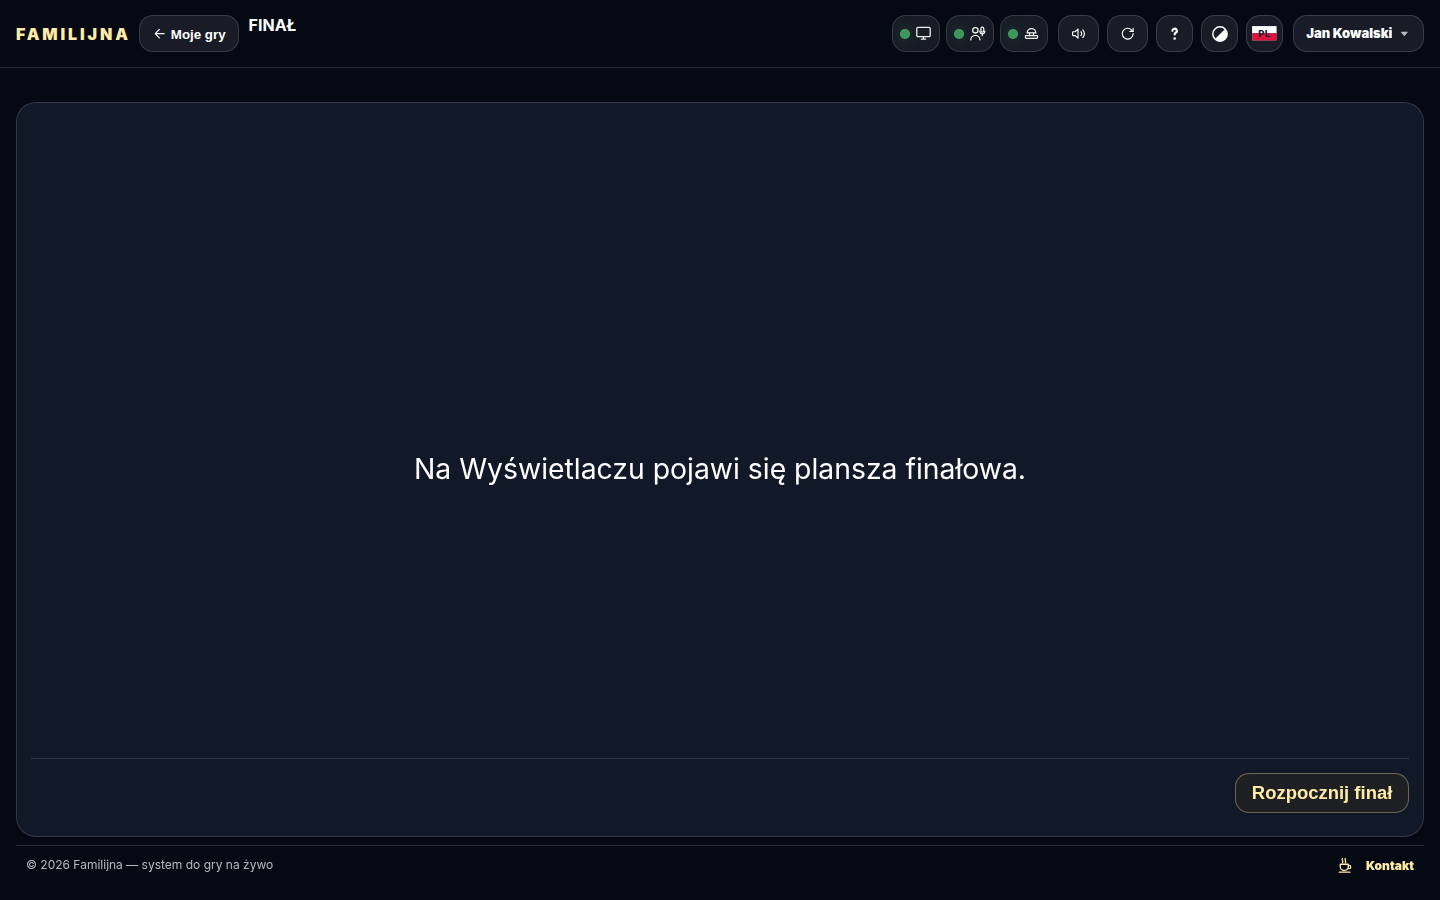 FAMILIJNA
← Moje gry
FINAŁ
?
PL
Jan Kowalski
Na Wyświetlaczu pojawi się plansza finałowa.
Rozpocznij finał
© 2026 Familijna — system do gry na żywo
Kontakt